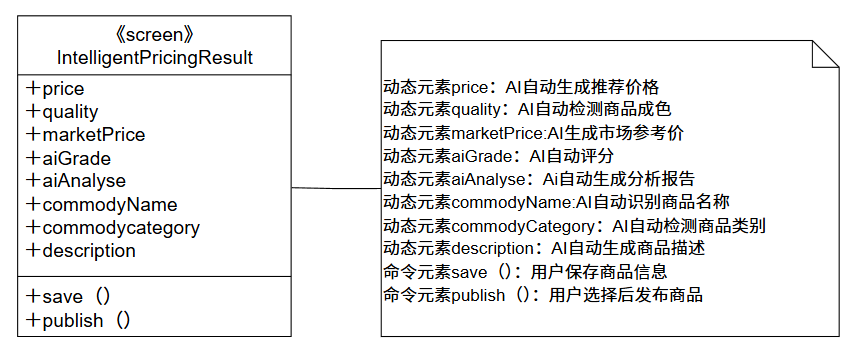 《screen》
IntelligentPricingResult
＋price
＋quality
＋marketPrice
＋aiGrade
＋aiAnalyse
＋commodyName
＋commodycategory
＋description
＋save（）
＋publish（）
动态元素price：AI自动生成推荐价格
动态元素quality：AI自动检测商品成色
动态元素marketPrice:AI生成市场参考价
动态元素aiGrade：AI自动评分
动态元素aiAnalyse：Ai自动生成分析报告
动态元素commodyName:AI自动识别商品名称
动态元素commodyCategory：AI自动检测商品类别
动态元素description：AI自动生成商品描述
命令元素save（）：用户保存商品信息
命令元素publish（）：用户选择后发布商品